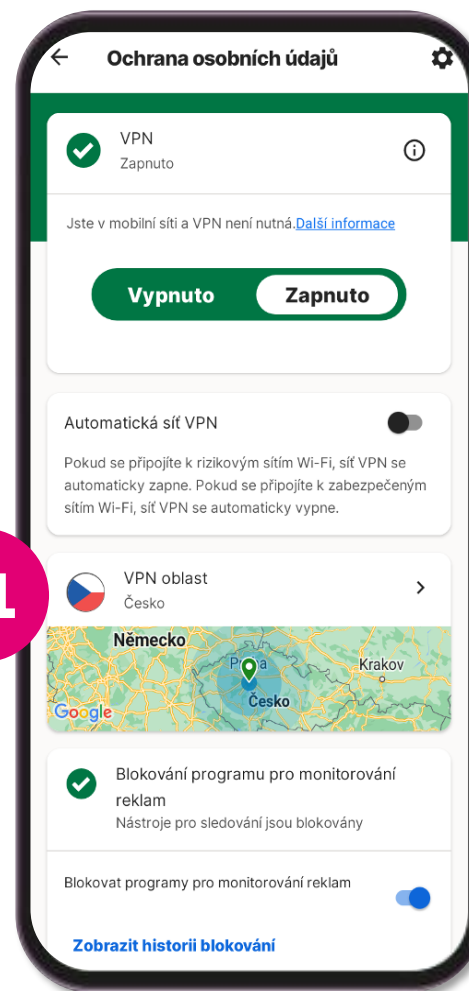 Ochrana osobních údajů
VPN
Zapnuto
Jste v mobilní síti a VPN není nutná.Další informace
Vypnuto Zapnuto
Automatická síť VPN
Pokud se připojíte k rizikovým sítím Wi-Fi, síť VPN se
automaticky zapne. Pokud se připojíte k zabezpečeným
sítím Wi-Fi, síť VPN se automaticky vypne.
1
VPN oblast
Česko
Německo
Praha
Krakov
Česko
Google
Blokování programu pro monitorování
reklam
Nástroje pro sledování jsou blokovány
Blokovat programy pro monitorování reklam
Zobrazit historii blokování